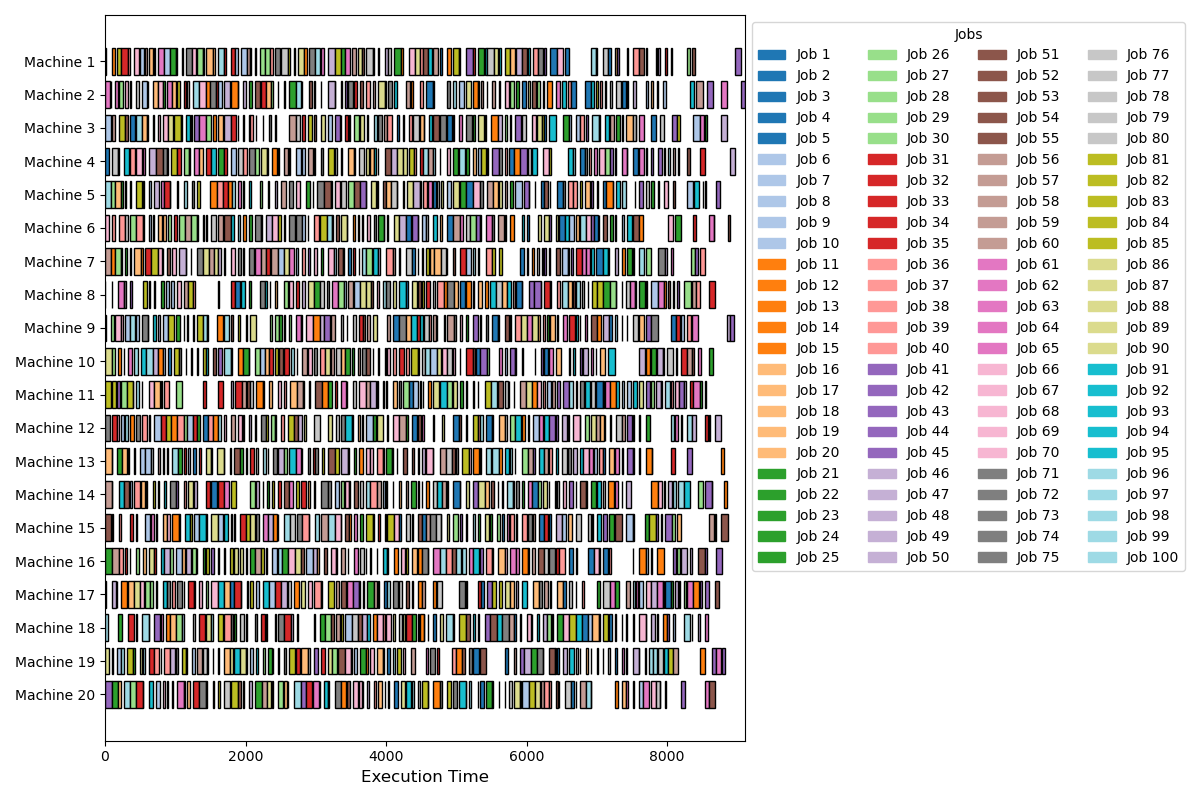 Machine 1
Machine 2
Machine 3
Machine 4
Machine 5
Machine 6
Machine 7
Machine 8
Machine 9
Machine 10
Machine 11
Machine 12
Machine 13
Machine 14
Machine 15
Machine 16
Machine 17
Machine 18
Machine 19
Machine 20
0 2000 4000 6000 8000
Execution Time
Jobs
Job 1 Job 26 Job 51 Job 76
Job 2 Job 27 Job 52 Job 77
Job 3 Job 28 Job 53 Job 78
Job 4 Job 29 Job 54 Job 79
Job 5 Job 30 Job 55 Job 80
Job 6 Job 31 Job 56 Job 81
Job 7 Job 32 Job 57 Job 82
Job 8 Job 33 Job 58 Job 83
Job 9 Job 34 Job 59 Job 84
Job 10 Job 35 Job 60 Job 85
Job 11 Job 36 Job 61 Job 86
Job 12 Job 37 Job 62 Job 87
Job 13 Job 38 Job 63 Job 88
Job 14 Job 39 Job 64 Job 89
Job 15 Job 40 Job 65 Job 90
Job 16 Job 41 Job 66 Job 91
Job 17 Job 42 Job 67 Job 92
Job 18 Job 43 Job 68 Job 93
Job 19 Job 44 Job 69 Job 94
Job 20 Job 45 Job 70 Job 95
Job 21 Job 46 Job 71 Job 96
Job 22 Job 47 Job 72 Job 97
Job 23 Job 48 Job 73 Job 98
Job 24 Job 49 Job 74 Job 99
Job 25 Job 50 Job 75 Job 100